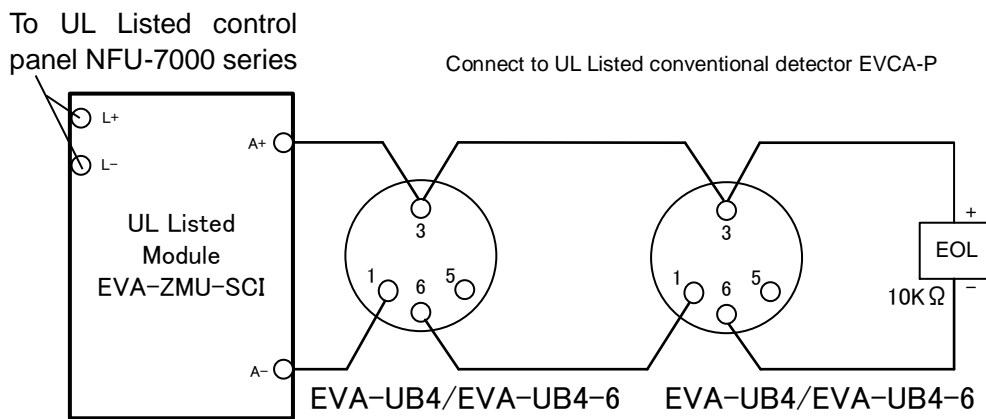 To UL Listed control
panel NFU-7000 series
Connect to UL Listed conventional detector EVCA-P
L+
A+
L-
UL Listed
Module
EVA-ZMU-SCI
3
1
6
5
3
1
6
5
+
EOL
-
10KΩ
A-
EVA-UB4/EVA-UB4-6
EVA-UB4/EVA-UB4-6